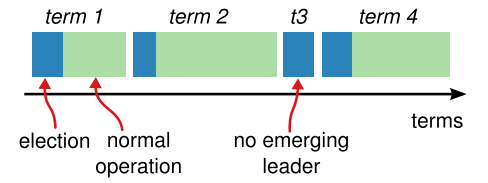 term 1 term 2 t3 term 4
terms
election normal operation no emerging leader